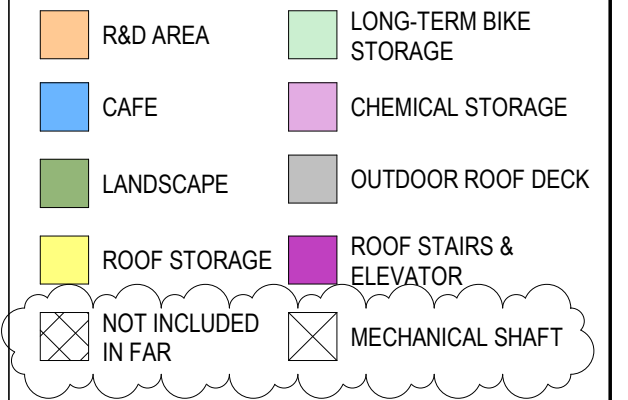 R&D AREA
LONG-TERM BIKE
STORAGE
CAFE
CHEMICAL STORAGE
LANDSCAPE
OUTDOOR ROOF DECK
ROOF STORAGE
ROOF STAIRS &
ELEVATOR
NOT INCLUDED
IN FAR
MECHANICAL SHAFT